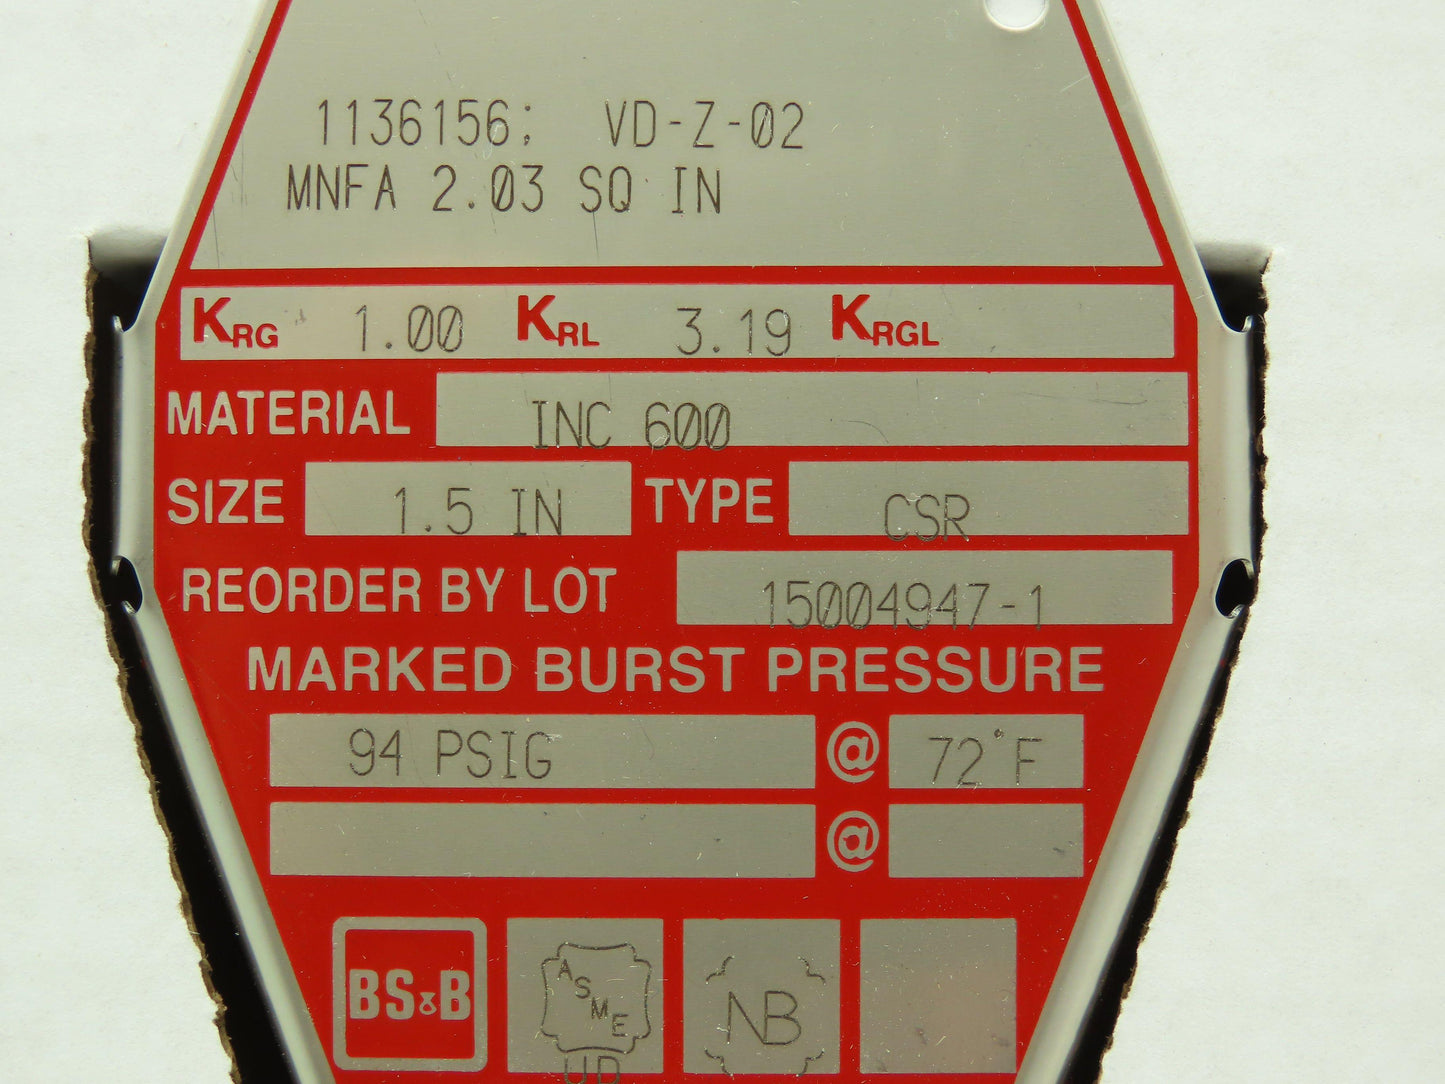 1136156; VD-Z-02
MNFA 2.03 SQ IN
KRG 1.00 KRL 3.19 KRGL
MATERIAL INC 600
SIZE 1.5 IN TYPE CSR
REORDER BY LOT 15004947-1
MARKED BURST PRESSURE
94 PSIG @ 72°F
@
BS&B ASME NB
UD